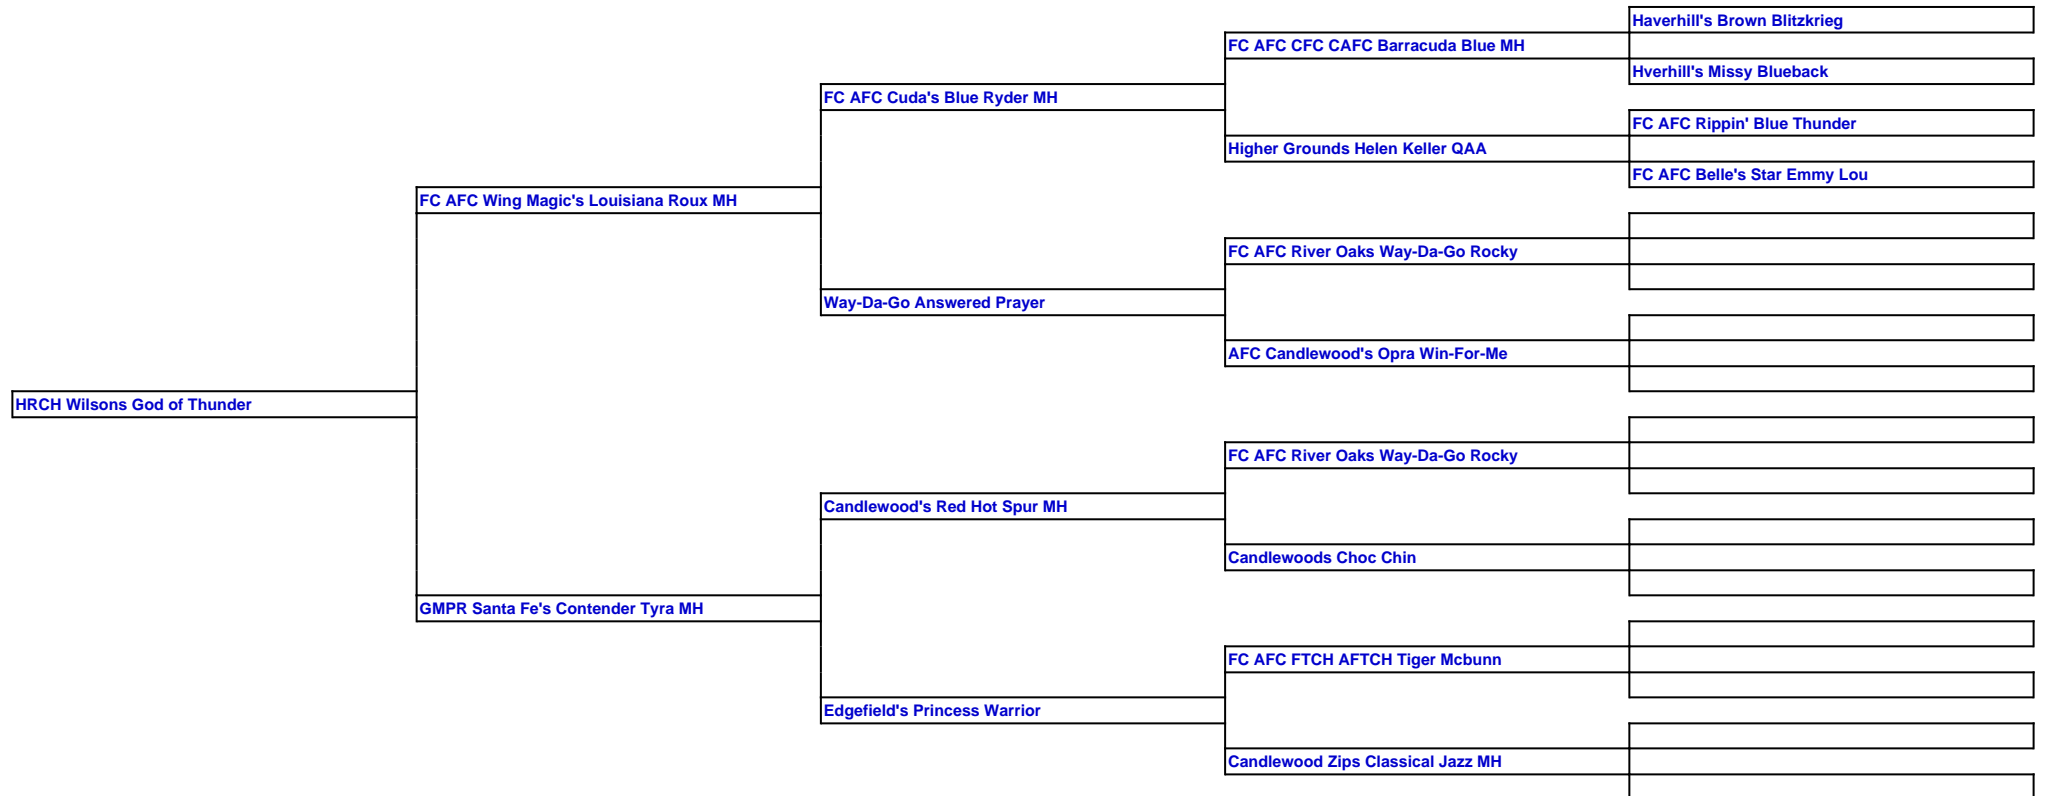 Haverhill's Brown Blitzkrieg
FC AFC CFC CAFC Barracuda Blue MH
Hverhill's Missy Blueback
FC AFC Cuda's Blue Ryder MH
FC AFC Rippin' Blue Thunder
Higher Grounds Helen Keller QAA
FC AFC Belle's Star Emmy Lou
FC AFC Wing Magic's Louisiana Roux MH
FC AFC River Oaks Way-Da-Go Rocky
Way-Da-Go Answered Prayer
AFC Candlewood's Opra Win-For-Me
HRCH Wilsons God of Thunder
FC AFC River Oaks Way-Da-Go Rocky
Candlewood's Red Hot Spur MH
Candlewoods Choc Chin
GMPR Santa Fe's Contender Tyra MH
FC AFC FTCH AFTCH Tiger Mcbunn
Edgefield's Princess Warrior
Candlewood Zips Classical Jazz MH